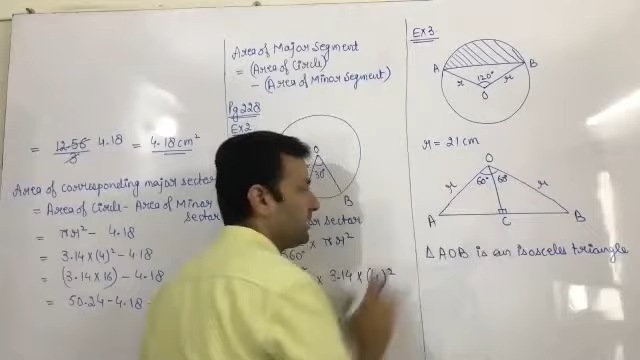 = 12.56 / 3 4.18 = 4.18 cm²
Area of corresponding major sector
= Area of Circle - Area of Minor sector
= πr² - 4.18
= 3.14 × (4)² - 4.18
= (3.14 × 16) - 4.18
= 50.24 - 4.18
Area of Major Segment
= (Area of Circle)
- (Area of Minor Segment)
Pg 228
EX 2
O
30°
B
sector
360° × πr²
× 3.14 × (4)²
EX 3
A
B
r
120°
r
O
r = 21 cm
O
r
60°
60°
r
A
C
B
△AOB is an isosceles triangle